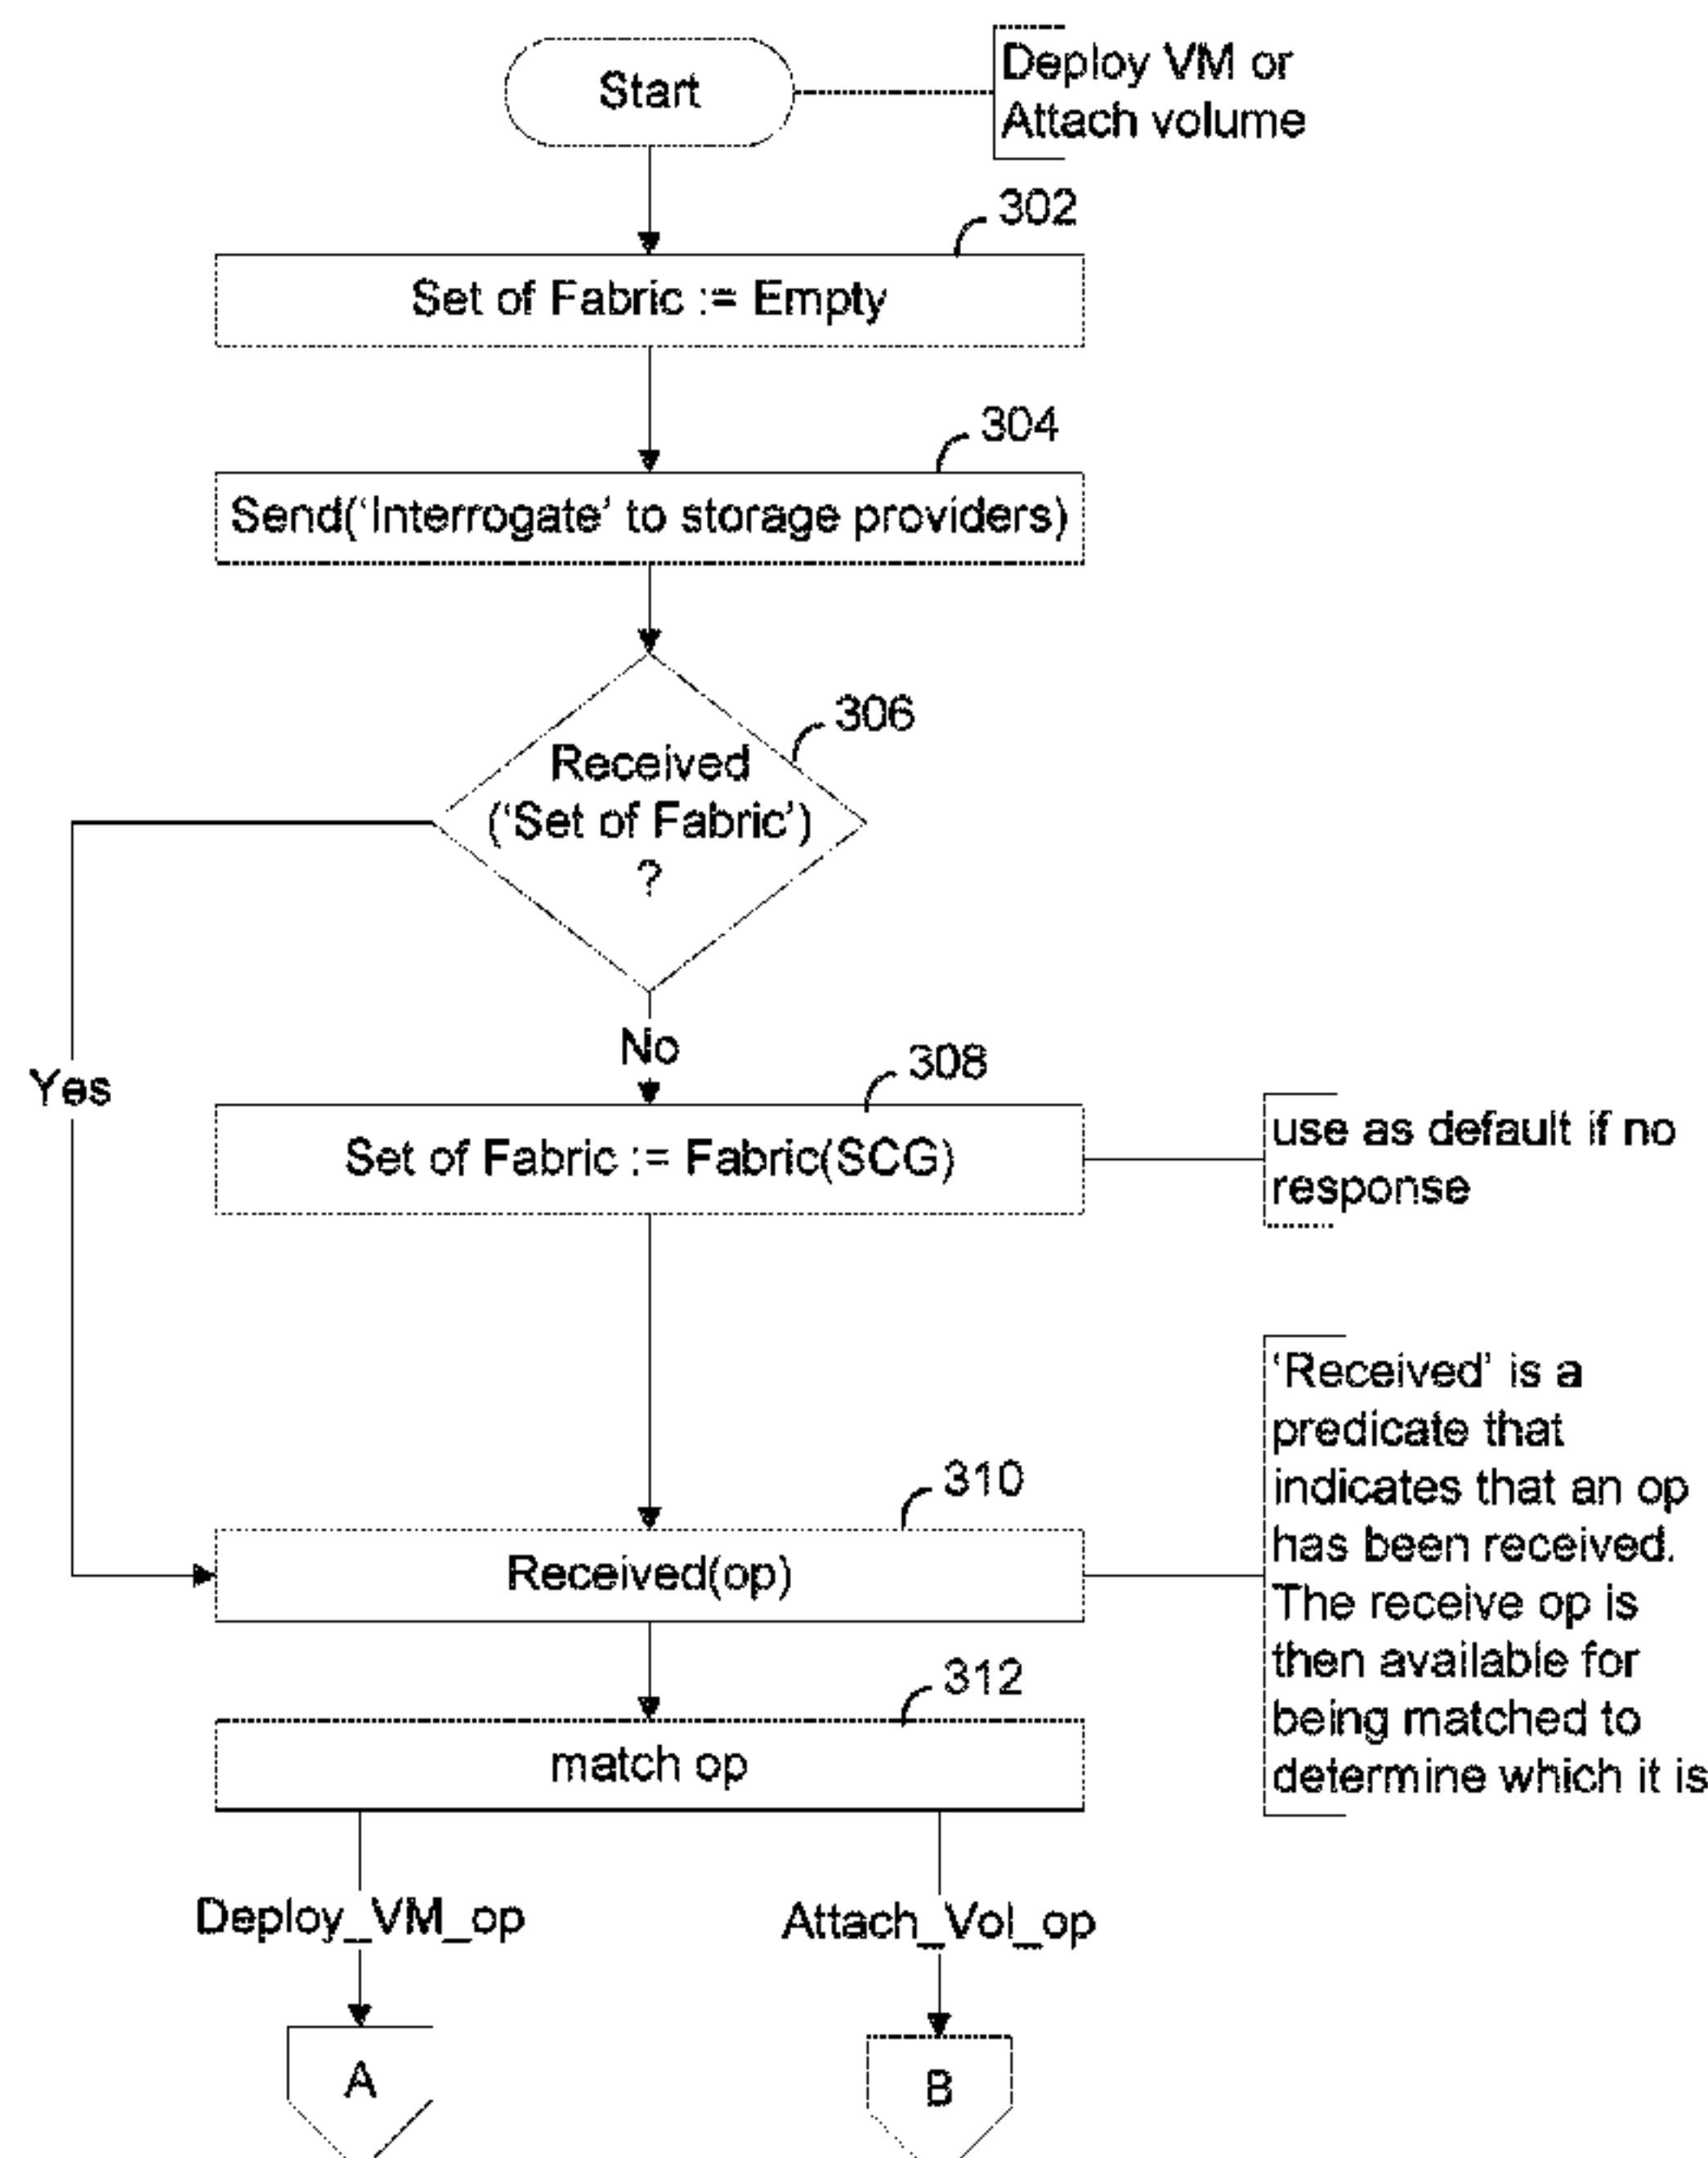 Start
Deploy VM or
Attach volume
302
Set of Fabric := Empty
304
Send('Interrogate' to storage providers)
306
Received
('Set of Fabric')
?
No
Yes
308
Set of Fabric := Fabric(SCG)
use as default if no
response
310
Received(op)
'Received' is a
predicate that
indicates that an op
has been received.
The receive op is
then available for
being matched to
determine which it is
312
match op
Deploy_VM_op
Attach_Vol_op
A
B